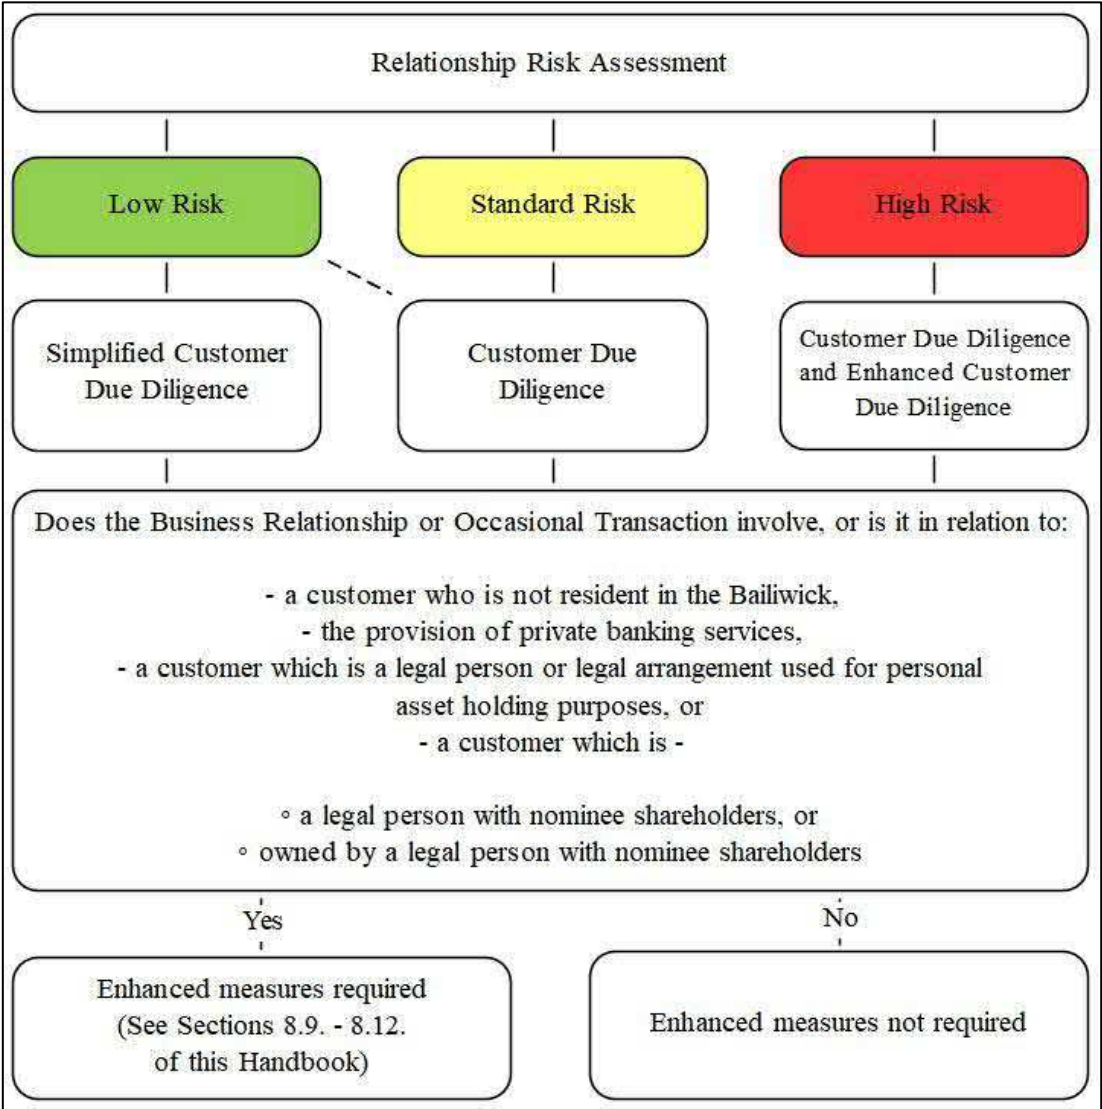 Relationship Risk Assessment
Low Risk
Standard Risk
High Risk
Simplified Customer
Due Diligence
Customer Due
Diligence
Customer Due Diligence
and Enhanced Customer
Due Diligence
Does the Business Relationship or Occasional Transaction involve, or is it in relation to:
- a customer who is not resident in the Bailiwick,
- the provision of private banking services,
- a customer which is a legal person or legal arrangement used for personal
asset holding purposes, or
- a customer which is -
∘ a legal person with nominee shareholders, or
∘ owned by a legal person with nominee shareholders
Yes
No
Enhanced measures required
(See Sections 8.9. - 8.12.
of this Handbook)
Enhanced measures not required